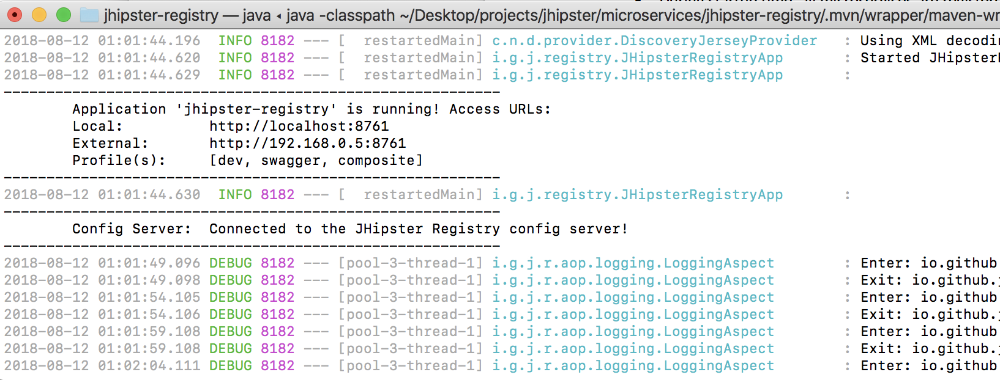 jhipster-registry — java ◂ java -classpath ~/Desktop/projects/jhipster/microservices/jhipster-registry/.mvn/wrapper/maven-wr
2018-08-12 01:01:44.196  INFO 8182 --- [  restartedMain] c.n.d.provider.DiscoveryJerseyProvider   : Using XML decodin
2018-08-12 01:01:44.620  INFO 8182 --- [  restartedMain] i.g.j.registry.JHipsterRegistryApp       : Started JHipsterR
2018-08-12 01:01:44.629  INFO 8182 --- [  restartedMain] i.g.j.registry.JHipsterRegistryApp       :
----------------------------------------------------------
Application 'jhipster-registry' is running! Access URLs:
Local:          http://localhost:8761
External:       http://192.168.0.5:8761
Profile(s):     [dev, swagger, composite]
----------------------------------------------------------
2018-08-12 01:01:44.630  INFO 8182 --- [  restartedMain] i.g.j.registry.JHipsterRegistryApp       :
----------------------------------------------------------
Config Server:  Connected to the JHipster Registry config server!
----------------------------------------------------------
2018-08-12 01:01:49.096 DEBUG 8182 --- [pool-3-thread-1] i.g.j.r.aop.logging.LoggingAspect        : Enter: io.github
2018-08-12 01:01:49.098 DEBUG 8182 --- [pool-3-thread-1] i.g.j.r.aop.logging.LoggingAspect        : Exit: io.github.j
2018-08-12 01:01:54.105 DEBUG 8182 --- [pool-3-thread-1] i.g.j.r.aop.logging.LoggingAspect        : Enter: io.github
2018-08-12 01:01:54.106 DEBUG 8182 --- [pool-3-thread-1] i.g.j.r.aop.logging.LoggingAspect        : Exit: io.github.j
2018-08-12 01:01:59.108 DEBUG 8182 --- [pool-3-thread-1] i.g.j.r.aop.logging.LoggingAspect        : Enter: io.github
2018-08-12 01:01:59.108 DEBUG 8182 --- [pool-3-thread-1] i.g.j.r.aop.logging.LoggingAspect        : Exit: io.github.j
2018-08-12 01:02:04.111 DEBUG 8182 --- [pool-3-thread-1] i.g.j.r.aop.logging.LoggingAspect        : Enter: io.github